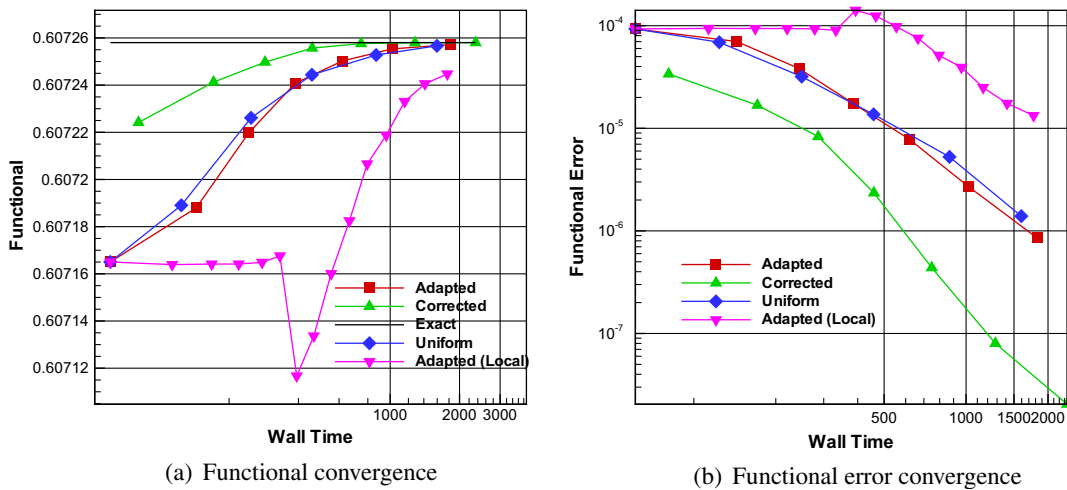 0.60726
0.60724
0.60722
0.6072
0.60718
0.60716
0.60714
0.60712
Functional
1000
2000
3000
Wall Time
Adapted
Corrected
Exact
Uniform
Adapted (Local)
(a) Functional convergence
10^-4
10^-5
10^-6
10^-7
Functional Error
500
1000
1500
2000
Wall Time
Adapted
Corrected
Uniform
Adapted (Local)
(b) Functional error convergence